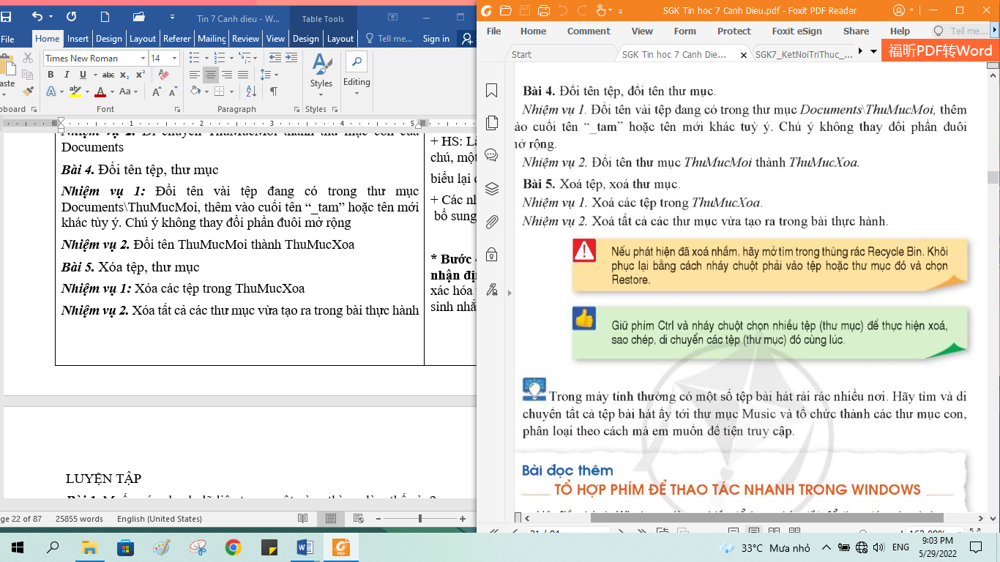 Tin 7 Canh dieu - W...
Table Tools
File
Home
Insert
Design
Layout
Referer
Mailing
Review
View
Design
Layout
Tell me...
Sign in
Times New Roman
14
aste
Styles
Editing
board
Font
Paragraph
Styles
1
2
3
4
5
Documents
Bài 4. Đổi tên tệp, thư mục
Nhiệm vụ 1: Đổi tên vài tệp đang có trong thư mục
Documents\ThuMucMoi, thêm vào cuối tên “_tam” hoặc tên mới
khác tùy ý. Chú ý không thay đổi phần đuôi mở rộng
Nhiệm vụ 2. Đổi tên ThuMucMoi thành ThuMucXoa
Bài 5. Xóa tệp, thư mục
Nhiệm vụ 1: Xóa các tệp trong ThuMucXoa
Nhiệm vụ 2. Xóa tất cả các thư mục vừa tạo ra trong bài thực hành
+ HS: Lắ
chú, một
biểu lại c
+ Các nh
bổ sung
* Bước 4
nhận địn
xác hóa
sinh nhắ
LUYỆN TẬP
ge 22 of 87
25855 words
English (United States)
SGK Tin hoc 7 Canh Dieu.pdf - Foxit PDF Reader
File
Home
Comment
View
Form
Protect
Foxit eSign
Share
Help
Tell me...
Start
SGK Tin hoc 7 Canh Die...
SGK7_KetNoiTriThuc_...
福昕PDF转Word
Bài 4. Đổi tên tệp, đổi tên thư mục.
Nhiệm vụ 1. Đổi tên vài tệp đang có trong thư mục Documents\ThuMucMoi, thêm
ào cuối tên “_tam” hoặc tên mới khác tuỳ ý. Chú ý không thay đổi phần đuôi
ở rộng.
Nhiệm vụ 2. Đổi tên thư mục ThuMucMoi thành ThuMucXoa.
Bài 5. Xoá tệp, xoá thư mục.
Nhiệm vụ 1. Xoá các tệp trong ThuMucXoa.
Nhiệm vụ 2. Xoá tất cả các thư mục vừa tạo ra trong bài thực hành.
Nếu phát hiện đã xoá nhầm, hãy mở tìm trong thùng rác Recycle Bin. Khôi
phục lại bằng cách nháy chuột phải vào tệp hoặc thư mục đó và chọn
Restore.
Giữ phím Ctrl và nháy chuột chọn nhiều tệp (thư mục) để thực hiện xoá,
sao chép, di chuyển các tệp (thư mục) đó cùng lúc.
Trong máy tính thường có một số tệp bài hát rải rác nhiều nơi. Hãy tìm và di
chuyển tất cả tệp bài hát ấy tới thư mục Music và tổ chức thành các thư mục con,
phân loại theo cách mà em muốn để tiện truy cập.
Bài đọc thêm
TỔ HỢP PHÍM ĐỂ THAO TÁC NHANH TRONG WINDOWS
33°C Mưa nhỏ
ENG
9:03 PM
5/29/2022